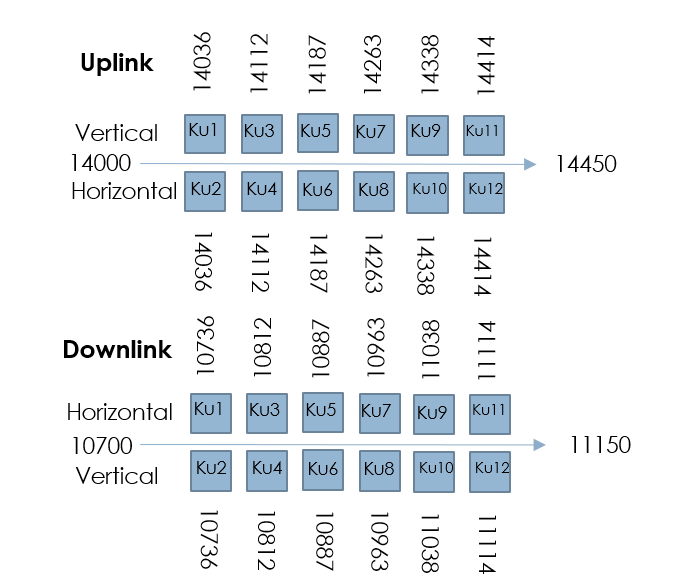 Uplink 14036 14112 14187 14263 14338 14414
Vertical Ku1 Ku3 Ku5 Ku7 Ku9 Ku11
14000 14450
Horizontal Ku2 Ku4 Ku6 Ku8 Ku10 Ku12
14036 14112 14187 14263 14338 14414
Downlink 10736 10812 10887 10963 11038 11114
Horizontal Ku1 Ku3 Ku5 Ku7 Ku9 Ku11
10700 11150
Vertical Ku2 Ku4 Ku6 Ku8 Ku10 Ku12
10736 10812 10887 10963 11038 11114